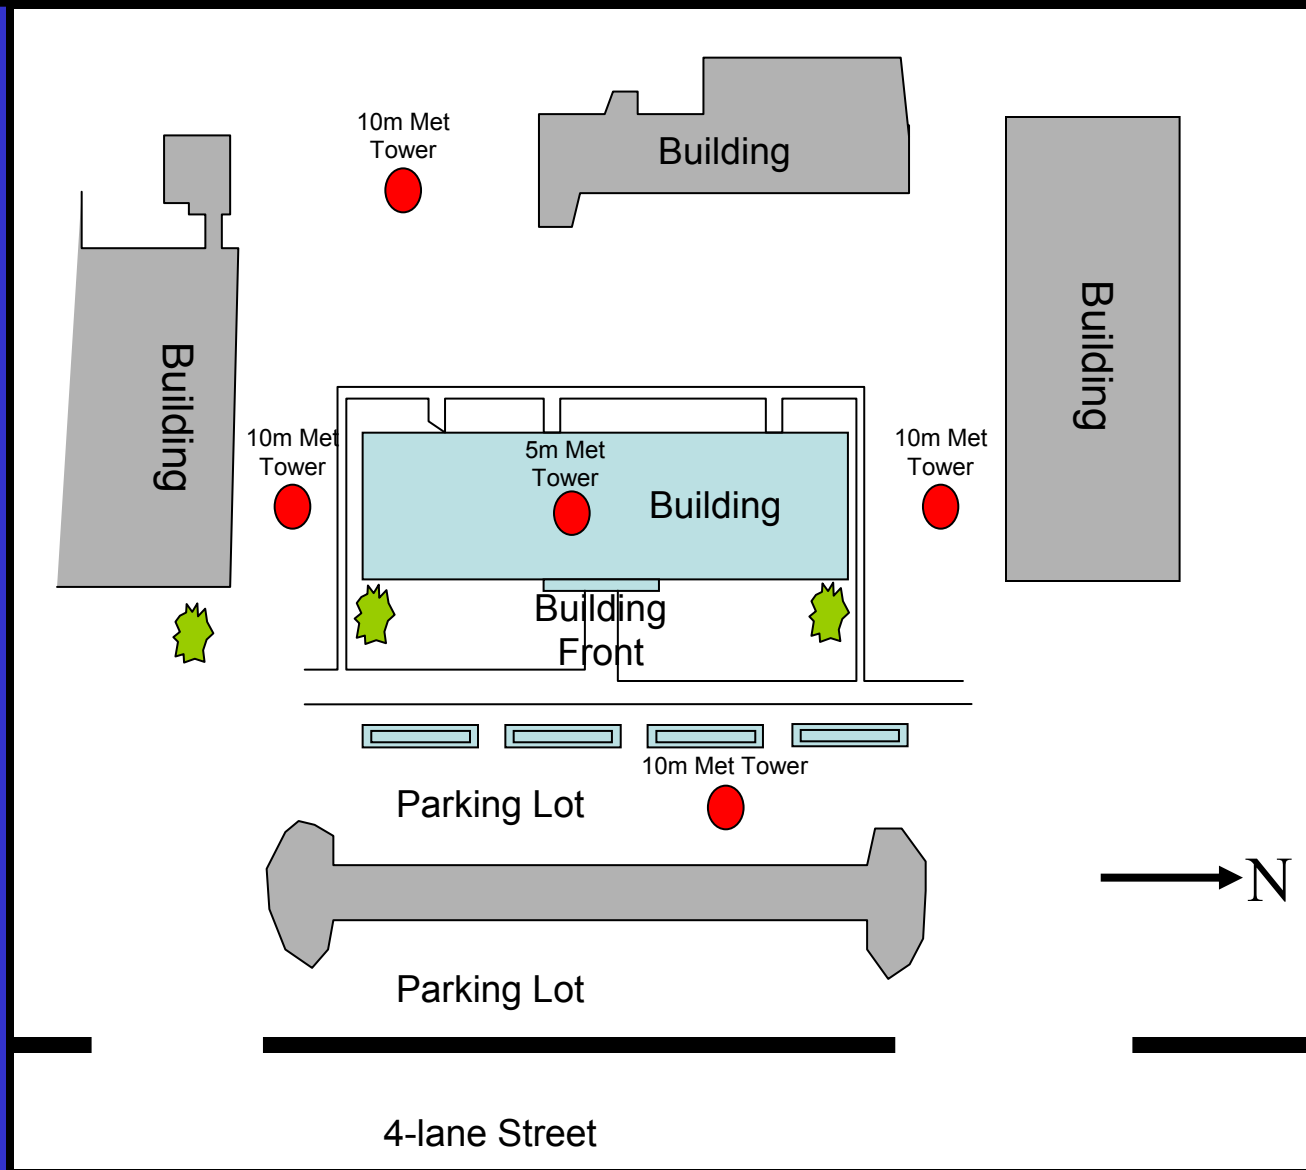 10m Met
Tower
Building
Building
Building
10m Met
Tower
5m Met
Tower
Building
10m Met
Tower
Building
Front
10m Met Tower
Parking Lot
N
Parking Lot
4-lane Street